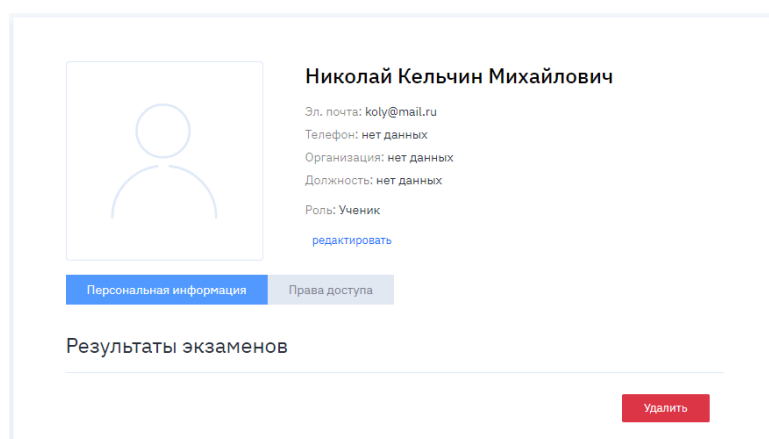 Николай Кельчин Михайлович
Эл. почта: koly@mail.ru
Телефон: нет данных
Организация: нет данных
Должность: нет данных
Роль: Ученик
редактировать
Персональная информация Права доступа
Результаты экзаменов
Удалить